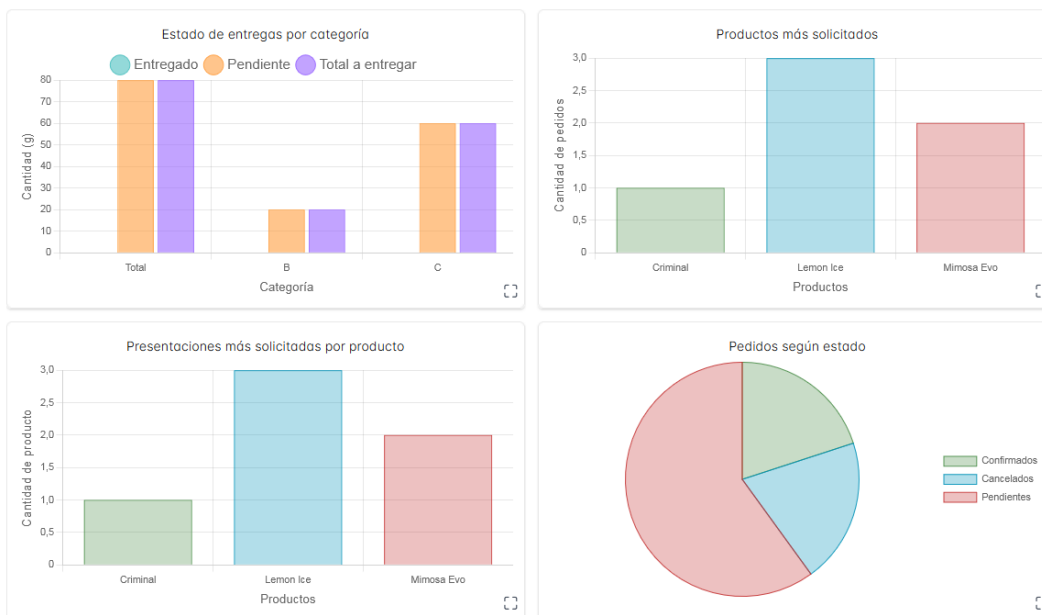 Estado de entregas por categoría
Entregado Pendiente Total a entregar
Cantidad (g)
80
70
60
50
40
30
20
10
0
Total B C
Categoría
Productos más solicitados
Cantidad de pedidos
3,0
2,5
2,0
1,5
1,0
0,5
0
Criminal Lemon Ice Mimosa Evo
Productos
Presentaciones más solicitadas por producto
Cantidad de producto
3,0
2,5
2,0
1,5
1,0
0,5
0
Criminal Lemon Ice Mimosa Evo
Productos
Pedidos según estado
Confirmados
Cancelados
Pendientes